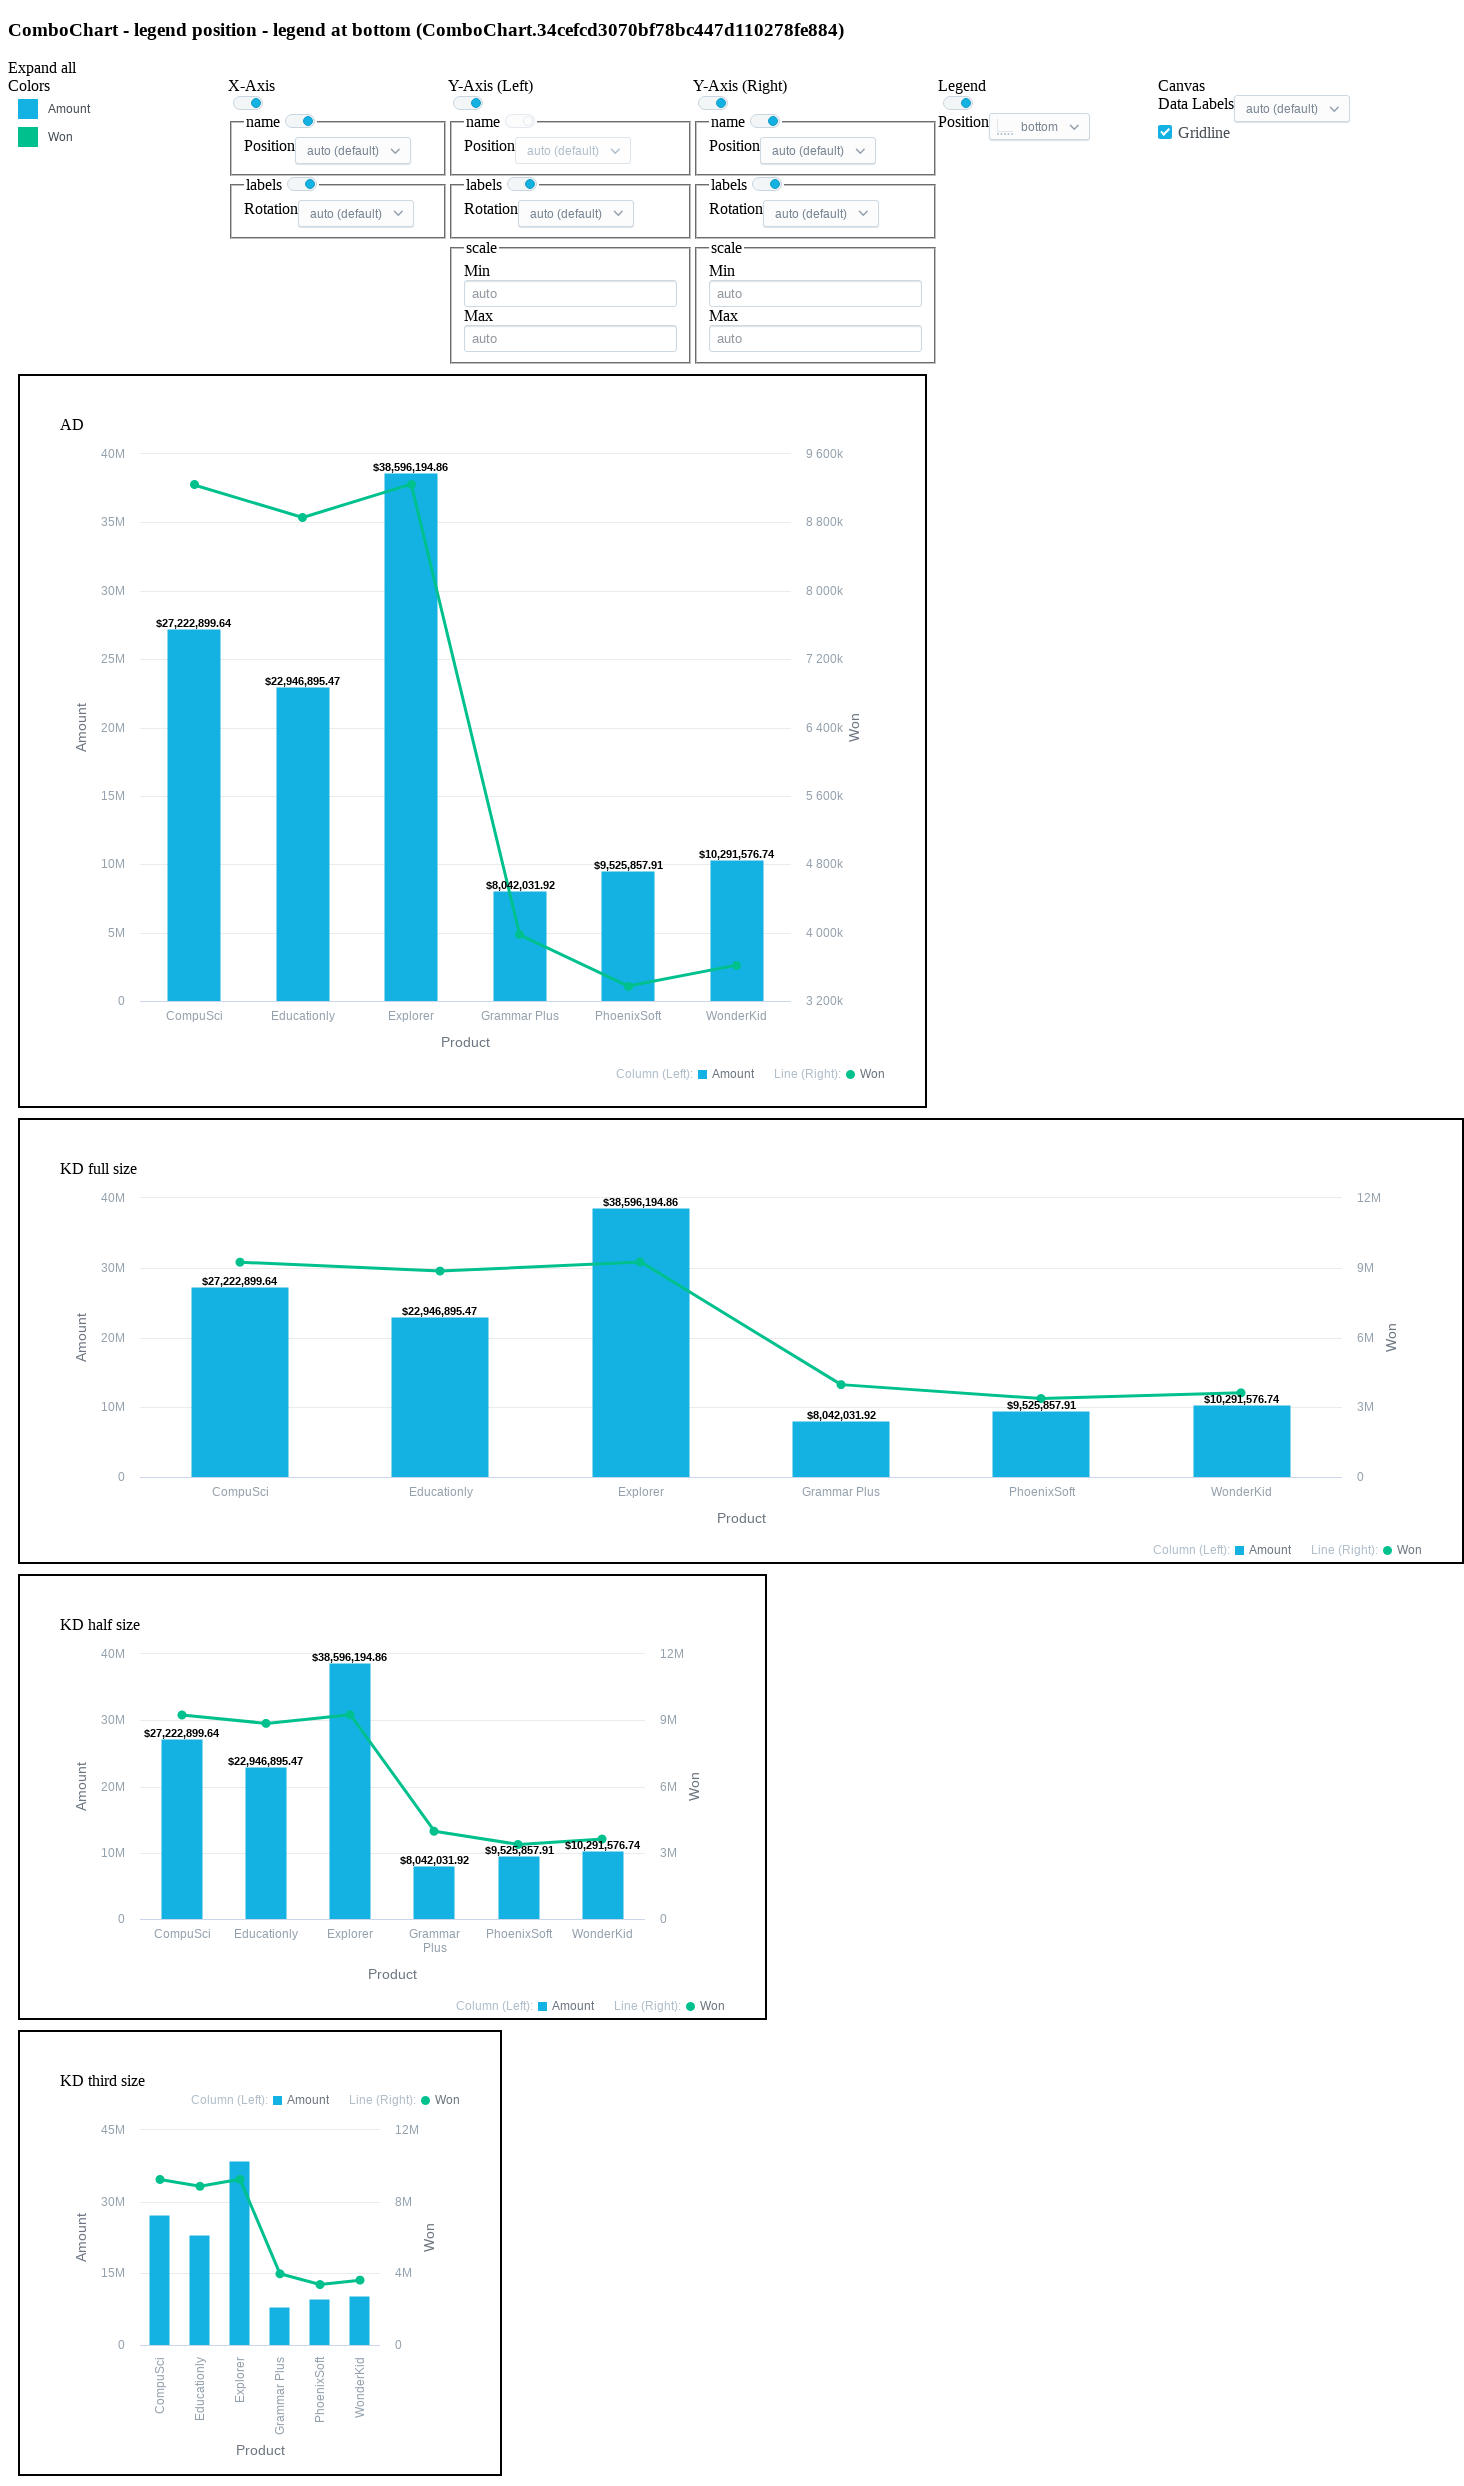 ComboChart - legend position - legend at bottom (ComboChart.34cefcd3070bf78bc447d110278fe884)
Expand all
Colors
Amount
Won
X-Axis
name
Position auto (default)
labels
Rotation auto (default)
Y-Axis (Left)
name
Position auto (default)
labels
Rotation auto (default)
scale
Min
auto
Max
auto
Y-Axis (Right)
name
Position auto (default)
labels
Rotation auto (default)
scale
Min
auto
Max
auto
Legend
Position bottom
Canvas
Data Labels auto (default)
Gridline
AD
40M
35M
30M
25M
20M
15M
10M
5M
0
Amount
$27,222,899.64
$22,946,895.47
$38,596,194.86
$8,042,031.92
$9,525,857.91
$10,291,576.74
9 600k
8 800k
8 000k
7 200k
6 400k
5 600k
4 800k
4 000k
3 200k
Won
CompuSci Educationly Explorer Grammar Plus PhoenixSoft WonderKid
Product
Column (Left): Amount Line (Right): Won
KD full size
40M
30M
20M
10M
0
Amount
$27,222,899.64
$22,946,895.47
$38,596,194.86
$8,042,031.92
$9,525,857.91
$10,291,576.74
12M
9M
6M
3M
0
Won
CompuSci Educationly Explorer Grammar Plus PhoenixSoft WonderKid
Product
Column (Left): Amount Line (Right): Won
KD half size
40M
30M
20M
10M
0
Amount
$27,222,899.64
$22,946,895.47
$38,596,194.86
$8,042,031.92
$9,525,857.91
$10,291,576.74
12M
9M
6M
3M
0
Won
CompuSci Educationly Explorer Grammar PhoenixSoft WonderKid
Plus
Product
Column (Left): Amount Line (Right): Won
KD third size
Column (Left): Amount Line (Right): Won
45M
30M
15M
0
Amount
12M
8M
4M
0
Won
CompuSci
Educationly
Explorer
Grammar Plus
PhoenixSoft
WonderKid
Product